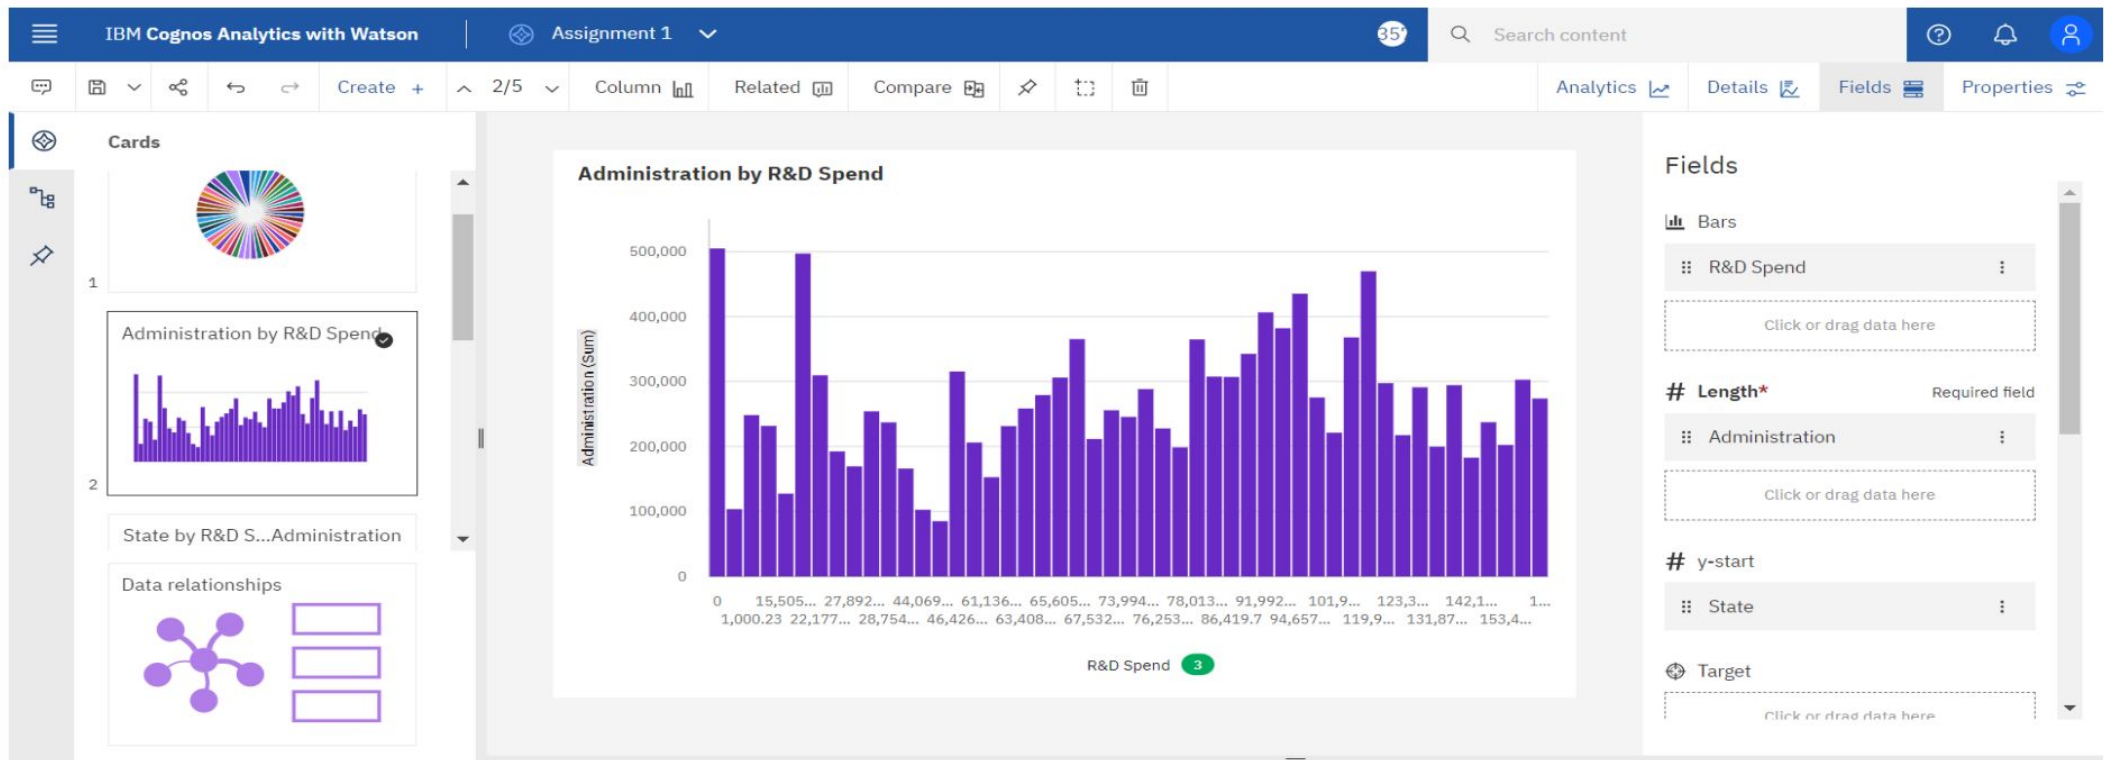 IBM Cognos Analytics with Watson
Assignment 1
Search content
Create +
2/5
Column
Related
Compare
Analytics
Details
Fields
Properties
Cards
1
Administration by R&D Spend
2
State by R&D S...Administration
Data relationships
Administration by R&D Spend
Administration (Sum)
500,000
400,000
300,000
200,000
100,000
0
0 15,505... 27,892... 44,069... 61,136... 65,605... 73,994... 78,013... 91,992... 101,9... 123,3... 142,1... 1...
1,000.23 22,177... 28,754... 46,426... 63,408... 67,532... 76,253... 86,419.7 94,657... 119,9... 131,87... 153,4...
R&D Spend 3
Fields
Bars
R&D Spend
Click or drag data here
# Length* Required field
Administration
Click or drag data here
# y-start
State
Target
Click or drag data here